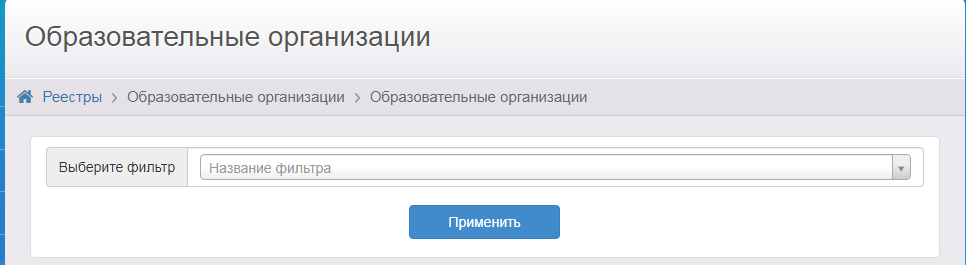 Образовательные организации
Реестры > Образовательные организации > Образовательные организации
Выберите фильтр Название фильтра
Применить